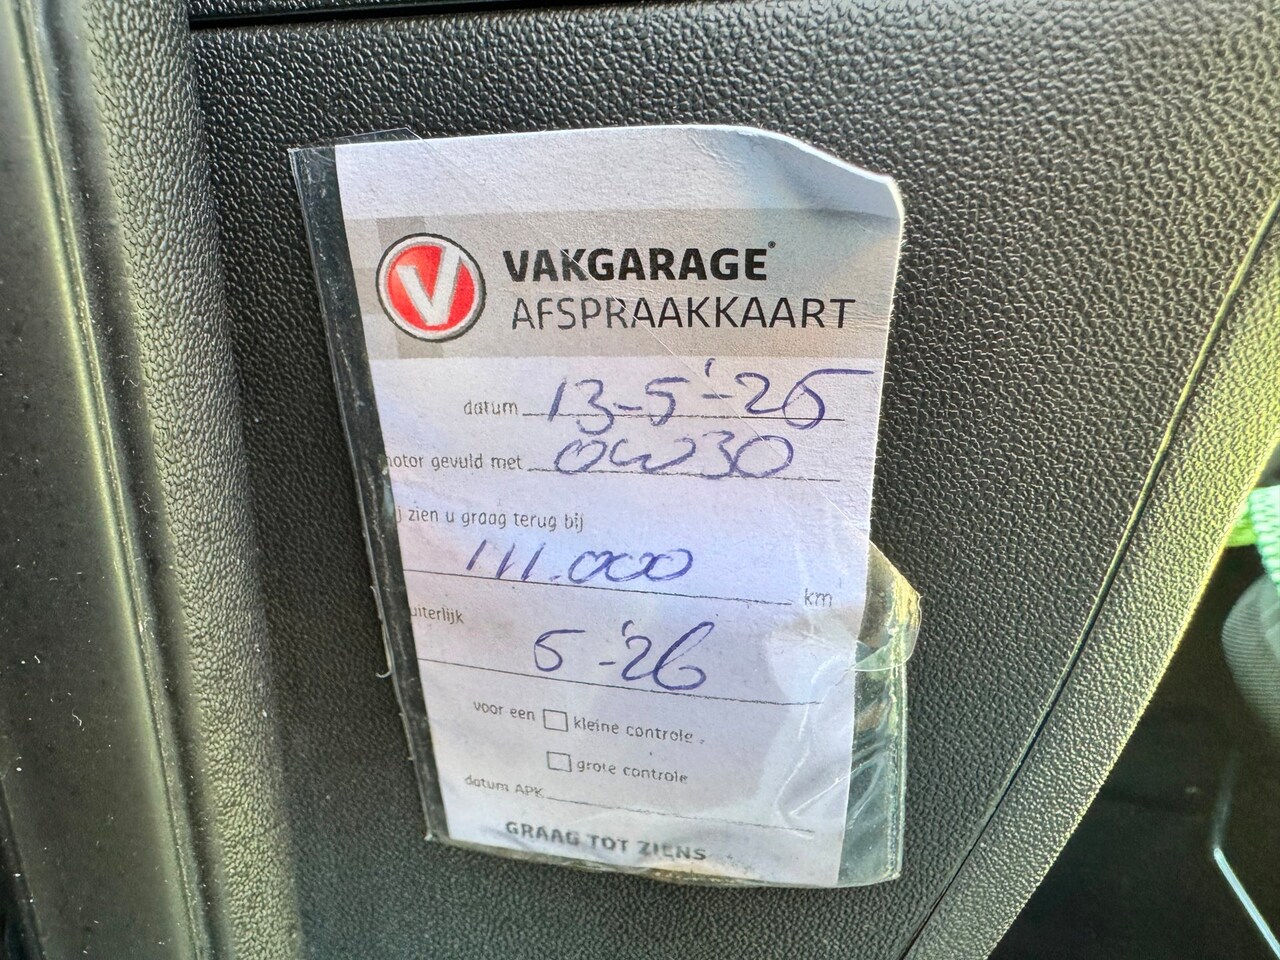 V VAKGARAGE®
AFSPRAAKKAART
datum 13-5-'25
motor gevuld met 0W30
j zien u graag terug bij
111.000 km
uiterlijk
5-'26
voor een kleine controle
grote controle
datum APK
GRAAG TOT ZIENS